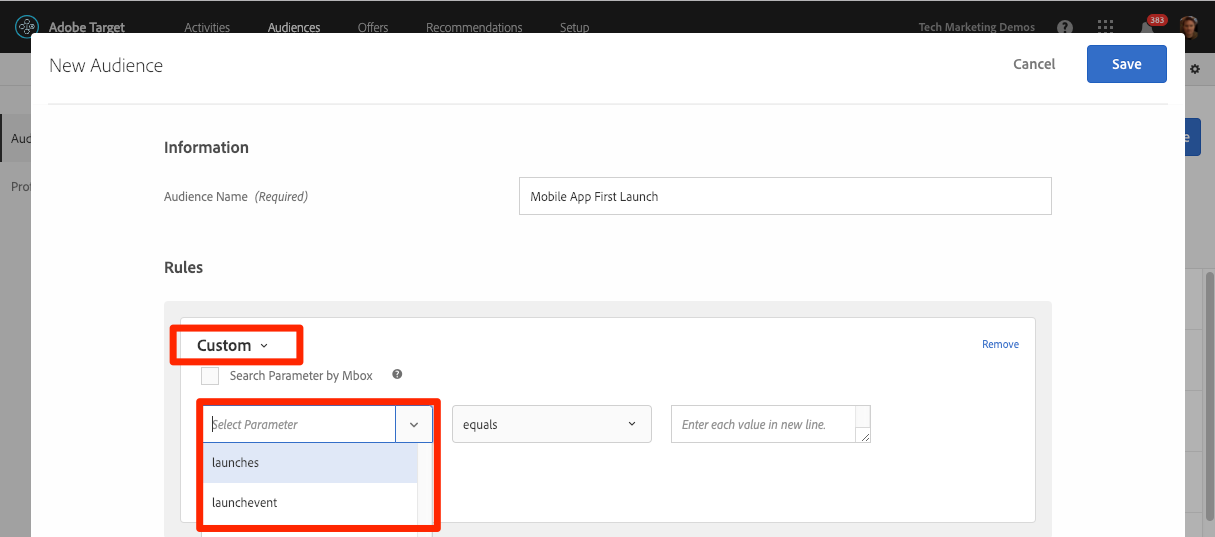 Adobe Target Activities Audiences Offers Recommendations Setup Tech Marketing Demos ? 383
New Audience Cancel Save
Information
Audience Name (Required) Mobile App First Launch
Rules
Custom Remove
Search Parameter by Mbox ?
Select Parameter equals Enter each value in new line.
launches
launchevent